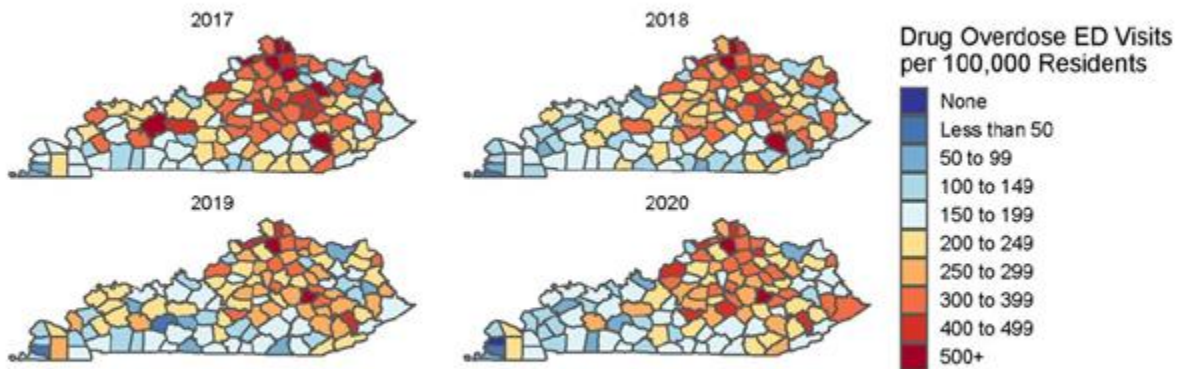 2017
2018
2019
2020
Drug Overdose ED Visits
per 100,000 Residents
None
Less than 50
50 to 99
100 to 149
150 to 199
200 to 249
250 to 299
300 to 399
400 to 499
500+